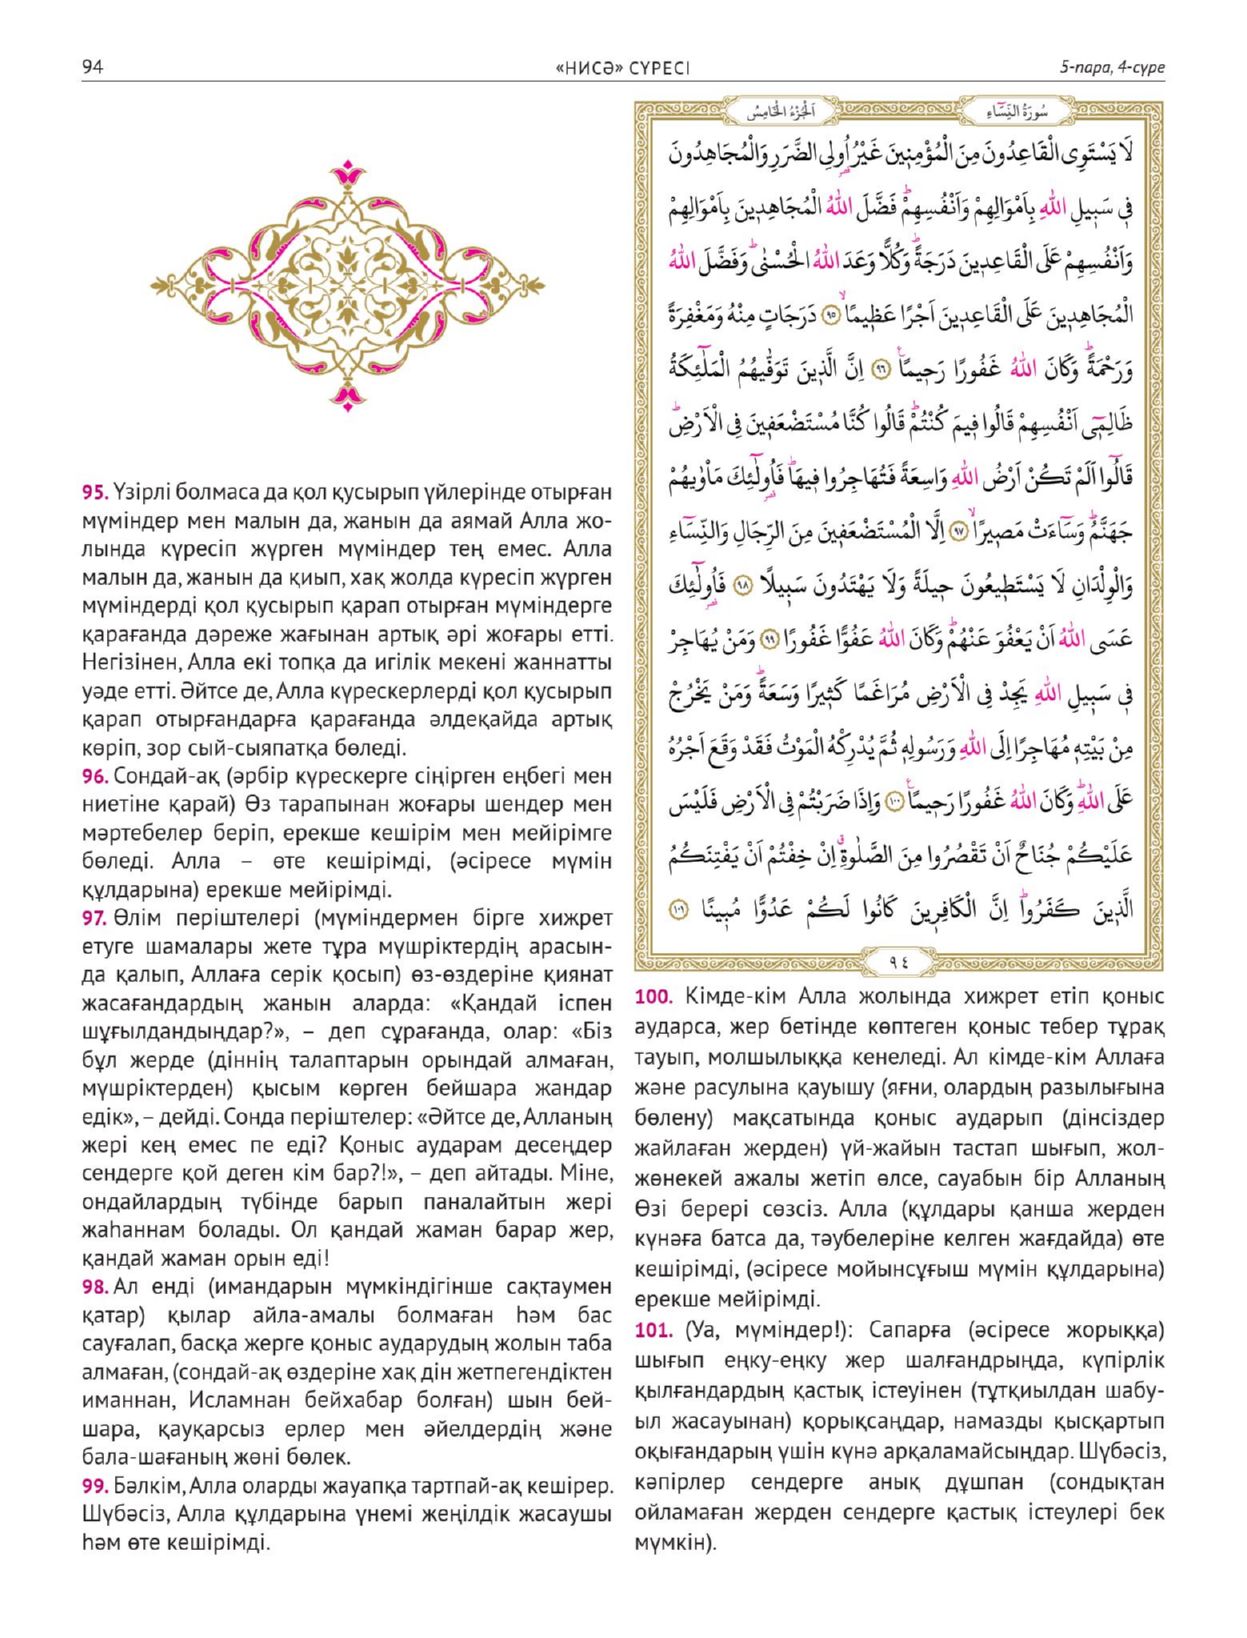 94
«НИСӘ» СҮРЕСІ
5-пара, 4-сүре
95. Үзірлі болмаса да қол қусырып үйлерінде отырған
мүміндер мен малын да, жанын да аямай Алла жо-
лында күресіп жүрген мүміндер тең емес. Алла
малын да, жанын да қиып, хақ жолда күресіп жүрген
мүміндерді қол қусырып қарап отырған мүміндерге
қарағанда дәреже жағынан артық әрі жоғары етті.
Негізінен, Алла екі топқа да игілік мекені жаннатты
уәде етті. Әйтсе де, Алла күрескерлерді қол қусырып
қарап отырғандарға қарағанда әлдеқайда артық
көріп, зор сый-сыяпатқа бөледі.
96. Сондай-ақ (әрбір күрескерге сіңірген еңбегі мен
ниетіне қарай) Өз тарапынан жоғары шендер мен
мәртебелер беріп, ерекше кешірім мен мейірімге
бөледі. Алла – өте кешірімді, (әсіресе мүмін
құлдарына) ерекше мейірімді.
97. Өлім періштелері (мүміндермен бірге хижрет
етуге шамалары жете тұра мүшріктердің арасын-
да қалып, Аллаға серік қосып) өз-өздеріне қиянат
жасағандардың жанын аларда: «Қандай іспен
шұғылдандыңдар?», – деп сұрағанда, олар: «Біз
бұл жерде (діннің талаптарын орындай алмаған,
мүшріктерден) қысым көрген бейшара жандар
едік», – дейді. Сонда періштелер: «Әйтсе де, Алланың
жері кең емес пе еді? Қоныс аударам десеңдер
сендерге қой деген кім бар?!», – деп айтады. Міне,
ондайлардың түбінде барып паналайтын жері
жаһаннам болады. Ол қандай жаман барар жер,
қандай жаман орын еді!
98. Ал енді (имандарын мүмкіндігінше сақтаумен
қатар) қылар айла-амалы болмаған һәм бас
сауғалап, басқа жерге қоныс аударудың жолын таба
алмаған, (сондай-ақ өздеріне хақ дін жетпегендіктен
иманнан, Исламнан бейхабар болған) шын бей-
шара, қауқарсыз ерлер мен әйелдердің және
бала-шағаның жөні бөлек.
99. Бәлкім, Алла оларды жауапқа тартпай-ақ кешірер.
Шүбәсіз, Алла құлдарына үнемі жеңілдік жасаушы
һәм өте кешірімді.
سُورَةُ النِّسَٓاءِ
اَلْجُزْءُ الْخَامِسُ
لَا يَسْتَوِي الْقَاعِدُونَ مِنَ الْمُؤْمِنٖينَ غَيْرُ اُولِي الضَّرَرِ وَالْمُجَاهِدُونَ
فٖي سَبٖيلِ اللّٰهِ بِاَمْوَالِهِمْ وَاَنْفُسِهِمْؕ فَضَّلَ اللّٰهُ الْمُجَاهِدٖينَ بِاَمْوَالِهِمْ
وَاَنْفُسِهِمْ عَلَى الْقَاعِدٖينَ دَرَجَةًؕ وَكُلًّا وَعَدَ اللّٰهُ الْحُسْنٰىؕ وَفَضَّلَ اللّٰهُ
الْمُجَاهِدٖينَ عَلَى الْقَاعِدٖينَ اَجْرًا عَظٖيمًاۙ ﴿٩٥﴾ دَرَجَاتٍ مِنْهُ وَمَغْفِرَةً
وَرَحْمَةًؕ وَكَانَ اللّٰهُ غَفُورًا رَحٖيمًاࣖ ﴿٩٦﴾ اِنَّ الَّذٖينَ تَوَفّٰيهُمُ الْمَلٰٓئِكَةُ
ظَالِمٖٓي اَنْفُسِهِمْ قَالُوا فٖيمَ كُنْتُمْؕ قَالُوا كُنَّا مُسْتَضْعَفٖينَ فِي الْاَرْضِؕ
قَالُٓوا اَلَمْ تَكُنْ اَرْضُ اللّٰهِ وَاسِعَةً فَتُهَاجِرُوا فٖيهَاؕ فَاُولٰٓئِكَ مَأْوٰيهُمْ
جَهَنَّمُؕ وَسَٓاءَتْ مَصٖيرًاۙ ﴿٩٧﴾ اِلَّا الْمُسْتَضْعَفٖينَ مِنَ الرِّجَالِ وَالنِّسَٓاءِ
وَالْوِلْدَانِ لَا يَسْتَطٖيعُونَ حٖيلَةً وَلَا يَهْتَدُونَ سَبٖيلًا ﴿٩٨﴾ فَاُولٰٓئِكَ
عَسَى اللّٰهُ اَنْ يَعْفُوَ عَنْهُمْؕ وَكَانَ اللّٰهُ عَفُوًّا غَفُورًا ﴿٩٩﴾ وَمَنْ يُهَاجِرْ
فٖي سَبٖيلِ اللّٰهِ يَجِدْ فِي الْاَرْضِ مُرَاغَمًا كَثٖيرًا وَسَعَةًؕ وَمَنْ يَخْرُجْ
مِنْ بَيْتِهٖ مُهَاجِرًا اِلَى اللّٰهِ وَرَسُولِهٖ ثُمَّ يُدْرِكْهُ الْمَوْتُ فَقَدْ وَقَعَ اَجْرُهُ
عَلَى اللّٰهِؕ وَكَانَ اللّٰهُ غَفُورًا رَحٖيمًاࣖ ﴿١٠٠﴾ وَاِذَا ضَرَبْتُمْ فِي الْاَرْضِ فَلَيْسَ
عَلَيْكُمْ جُنَاحٌ اَنْ تَقْصُرُوا مِنَ الصَّلٰوةِࣗ اِنْ خِفْتُمْ اَنْ يَفْتِنَكُمُ
الَّذٖينَ كَفَرُواؕ اِنَّ الْكَافِرٖينَ كَانُوا لَكُمْ عَدُوًّا مُبٖينًا ﴿١٠١﴾
٩٤
100. Кімде-кім Алла жолында хижрет етіп қоныс
аударса, жер бетінде көптеген қоныс тебер тұрақ
тауып, молшылыққа кенеледі. Ал кімде-кім Аллаға
және расулына қауышу (яғни, олардың разылығына
бөлену) мақсатында қоныс аударып (дінсіздер
жайлаған жерден) үй-жайын тастап шығып, жол-
жөнекей ажалы жетіп өлсе, сауабын бір Алланың
Өзі берері сөзсіз. Алла (құлдары қанша жерден
күнәға батса да, тәубелеріне келген жағдайда) өте
кешірімді, (әсіресе мойынсұғыш мүмін құлдарына)
ерекше мейірімді.
101. (Уа, мүміндер!): Сапарға (әсіресе жорыққа)
шығып еңку-еңку жер шалғандрыңда, күпірлік
қылғандардың қастық істеуінен (тұтқиылдан шабу-
ыл жасауынан) қорықсаңдар, намазды қысқартып
оқығандарың үшін күнә арқаламайсыңдар. Шүбәсіз,
кәпірлер сендерге анық дұшпан (сондықтан
ойламаған жерден сендерге қастық істеулері бек
мүмкін).